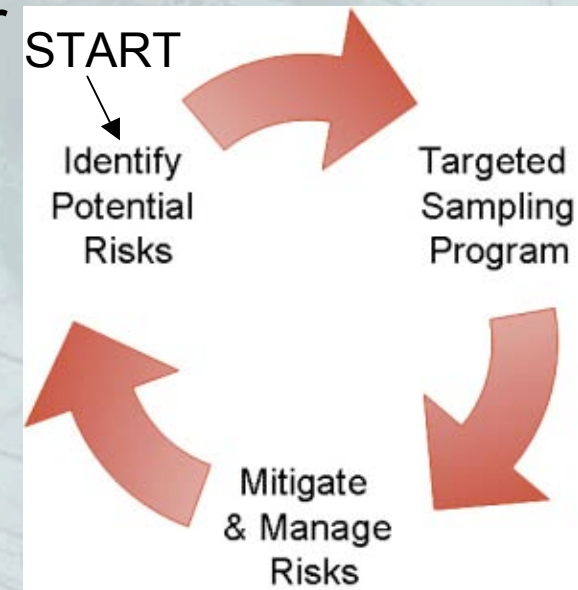 START
Identify
Potential
Risks
Targeted
Sampling
Program
Mitigate
& Manage
Risks